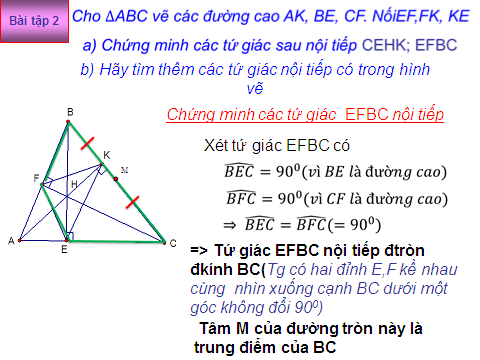 Bài tập 2
Cho ΔABC vẽ các đường cao AK, BE, CF. NốiEF,FK, KE
a) Chứng minh các tứ giác sau nội tiếp CEHK; EFBC
b) Hãy tìm thêm các tứ giác nội tiếp có trong hình
vẽ
Chứng minh các tứ giác EFBC nội tiếp
Xét tứ giác EFBC có
B̂EC = 90⁰(vì BE là đường cao)
B̂FC = 90⁰(vì CF là đường cao)
⇒ B̂EC = B̂FC(= 90⁰)
=> Tứ giác EFBC nội tiếp đtròn
đkính BC(Tg có hai đỉnh E,F kề nhau
cùng nhìn xuống cạnh BC dưới một
góc không đổi 90⁰)
Tâm M của đường tròn này là
trung điểm của BC
B
K
M
F
H
A
E
C